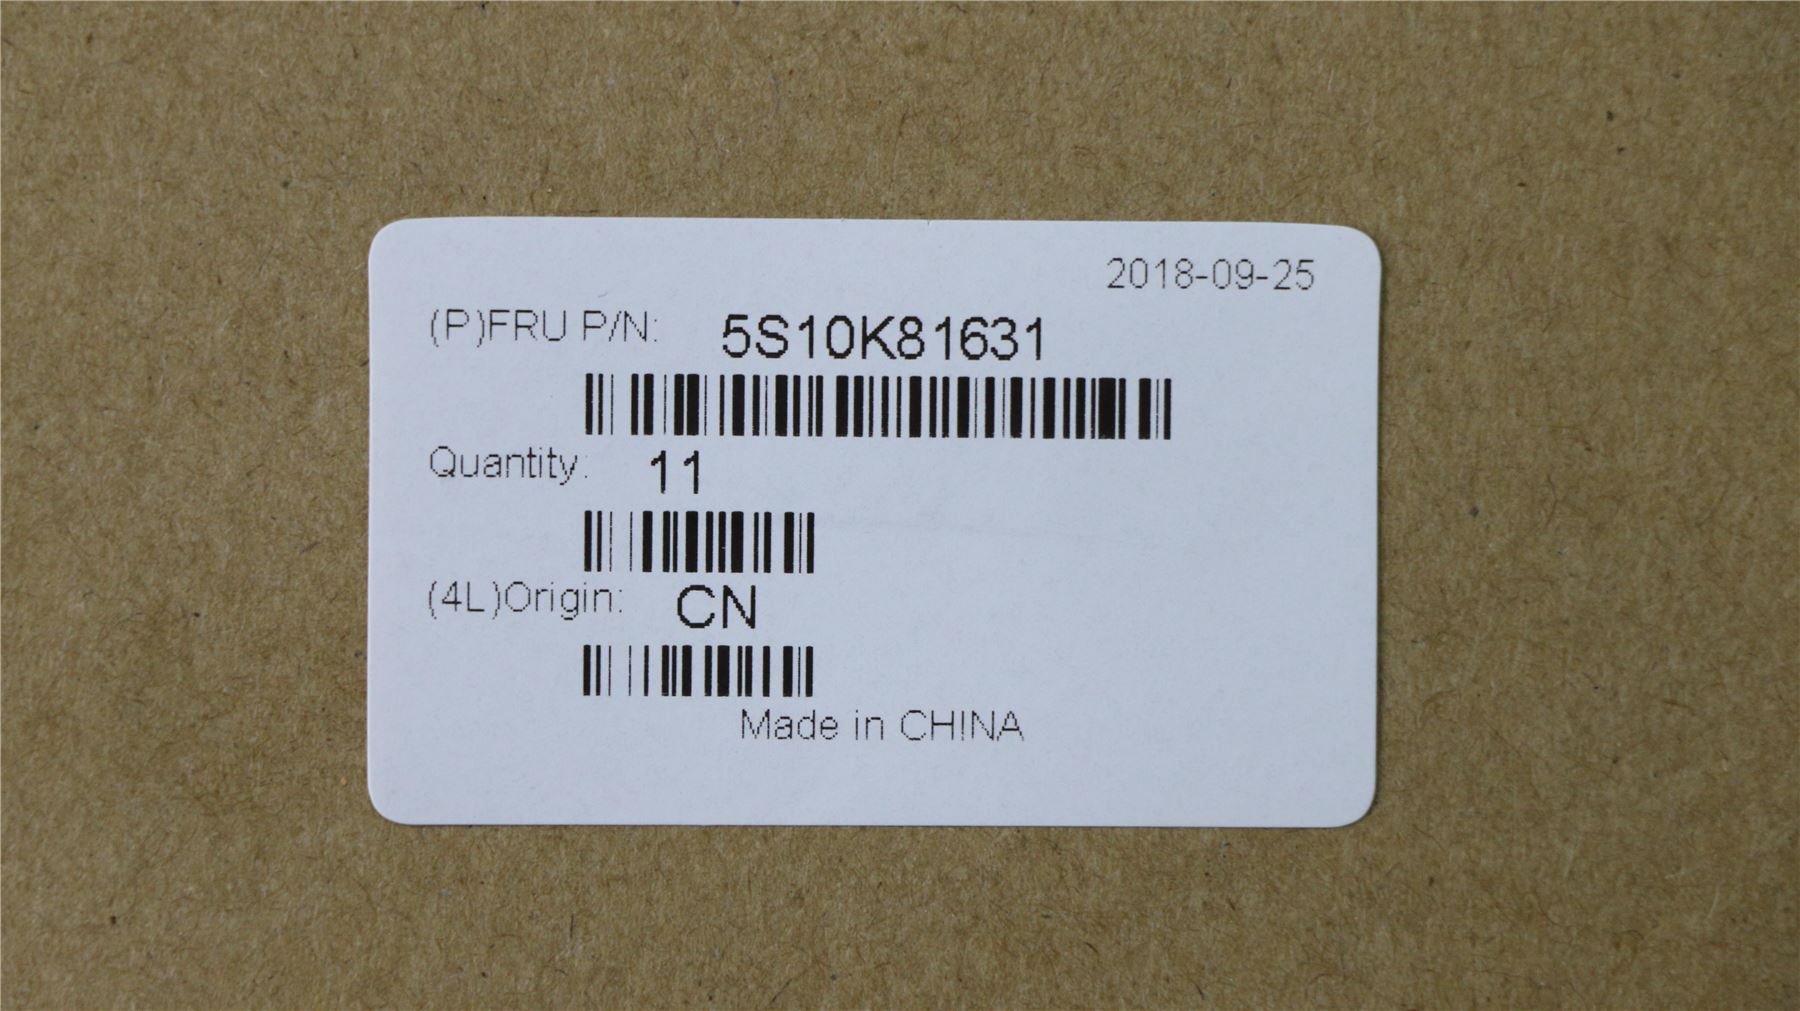 2018-09-25
(P)FRU P/N: 5S10K81631
Quantity: 11
(4L)Origin: CN
Made in CHINA